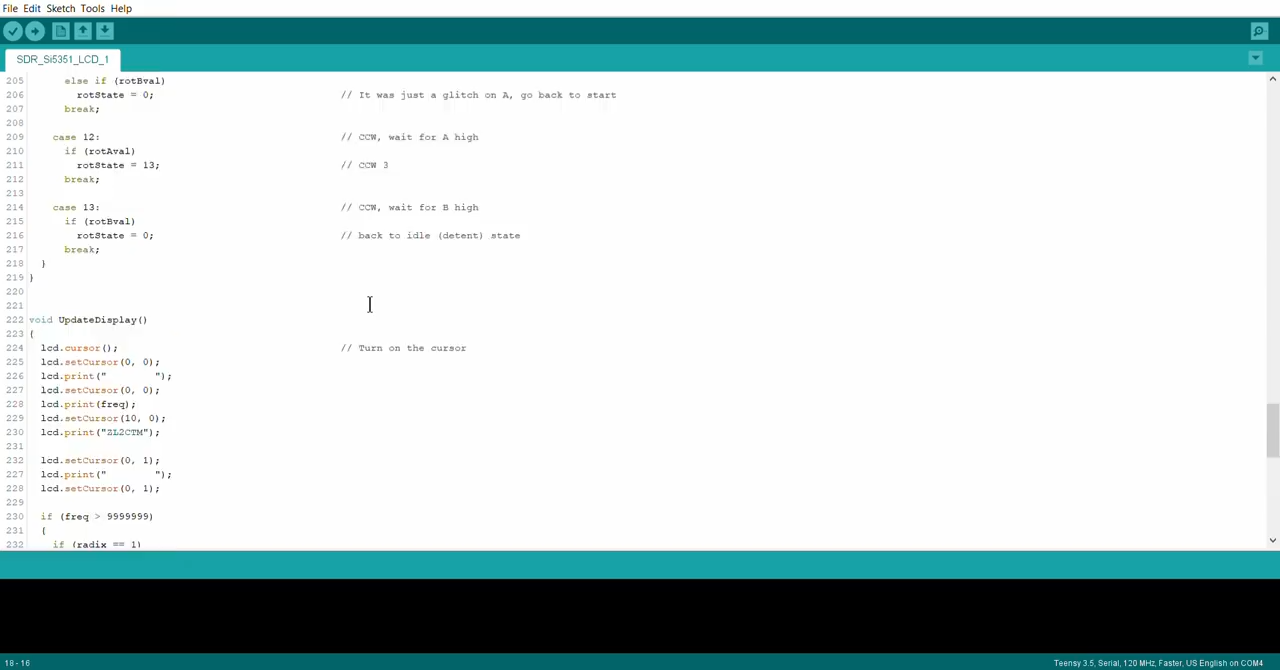 File Edit Sketch Tools Help
SDR_Si5351_LCD_1
205 else if (rotBval)
206 rotState = 0; // It was just a glitch on A, go back to start
207 break;
208
209 case 12: // CCW, wait for A high
210 if (rotAval)
211 rotState = 13; // CCW 3
212 break;
213
214 case 13: // CCW, wait for B high
215 if (rotBval)
216 rotState = 0; // back to idle (detent) state
217 break;
218 }
219 }
220
221
222 void UpdateDisplay()
223 {
224 lcd.cursor(); // Turn on the cursor
225 lcd.setCursor(0, 0);
226 lcd.print("        ");
227 lcd.setCursor(0, 0);
228 lcd.print(freq);
229 lcd.setCursor(10, 0);
230 lcd.print("ZL2CTM");
231
232 lcd.setCursor(0, 1);
227 lcd.print("        ");
228 lcd.setCursor(0, 1);
229
230 if (freq > 9999999)
231 {
232 if (radix == 1)
18 - 16
Teensy 3.5, Serial, 120 MHz, Faster, US English on COM4